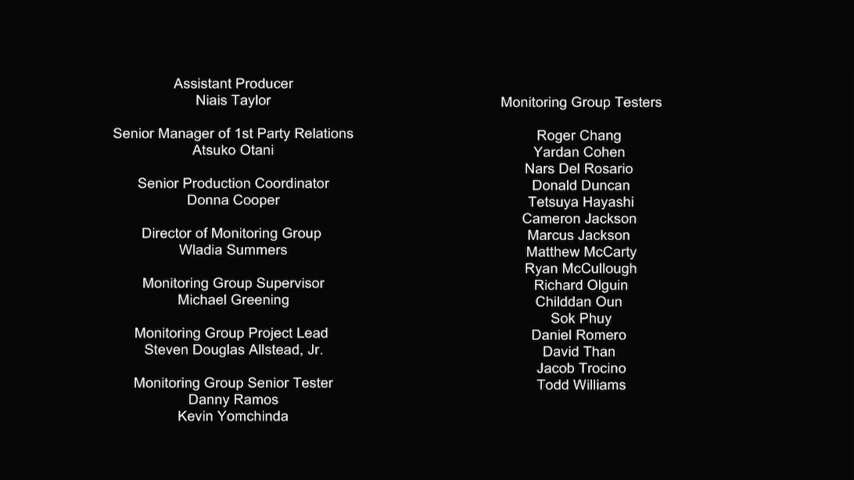 Assistant Producer
Niais Taylor
Senior Manager of 1st Party Relations
Atsuko Otani
Senior Production Coordinator
Donna Cooper
Director of Monitoring Group
Wladia Summers
Monitoring Group Supervisor
Michael Greening
Monitoring Group Project Lead
Steven Douglas Allstead, Jr.
Monitoring Group Senior Tester
Danny Ramos
Kevin Yomchinda
Monitoring Group Testers
Roger Chang
Yardan Cohen
Nars Del Rosario
Donald Duncan
Tetsuya Hayashi
Cameron Jackson
Marcus Jackson
Matthew McCarty
Ryan McCullough
Richard Olguin
Childdan Oun
Sok Phuy
Daniel Romero
David Than
Jacob Trocino
Todd Williams